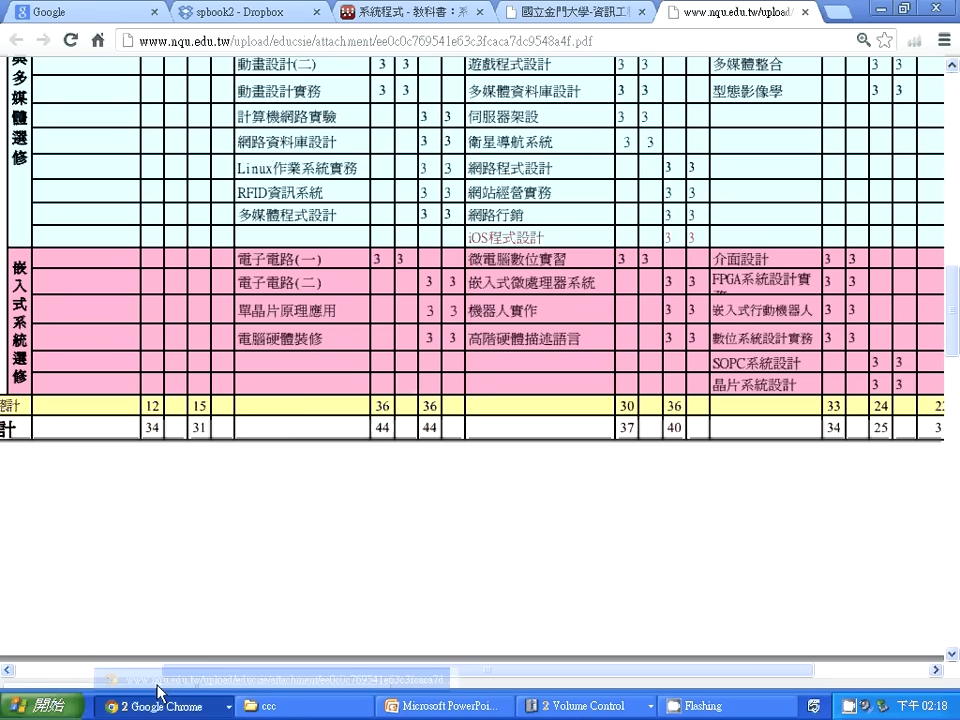 Google
spbook2 - Dropbox
系統程式 - 教科書：系
國立金門大學-資訊工
www.nqu.edu.tw/upload/
www.nqu.edu.tw/upload/educsie/attachment/ee0c0c769541e63c3fcaca7dc9548a4f.pdf
與多媒體選修
動畫設計(二) 3 3 遊戲程式設計 3 3 多媒體整合 3 3
動畫設計實務 3 3 多媒體資料庫設計 3 3 型態影像學 3 3
計算機網路實驗 3 3 伺服器架設 3 3
網路資料庫設計 3 3 衛星導航系統 3 3
Linux作業系統實務 3 3 網路程式設計 3 3
RFID資訊系統 3 3 網站經營實務 3 3
多媒體程式設計 3 3 網路行銷 3 3
iOS程式設計 3 3
嵌入式系統選修
電子電路(一) 3 3 微電腦數位實習 3 3 介面設計 3 3
電子電路(二) 3 3 嵌入式微處理器系統 3 3 FPGA系統設計實 3 3
單晶片原理應用 3 3 機器人實作 3 3 嵌入式行動機器人 3 3
電腦硬體裝修 3 3 高階硬體描述語言 3 3 數位系統設計實務 3 3
SOPC系統設計 3 3
晶片系統設計 3 3
計 12 15 36 36 30 36 33 24
計 34 31 44 44 37 40 34 25 3
www.nqu.edu.tw/upload/educsie/attachment/ee0c0c769541e63c3fcaca7d
開始
2 Google Chrome
ccc
Microsoft PowerPoi...
2 Volume Control
Flashing
下午 02:18